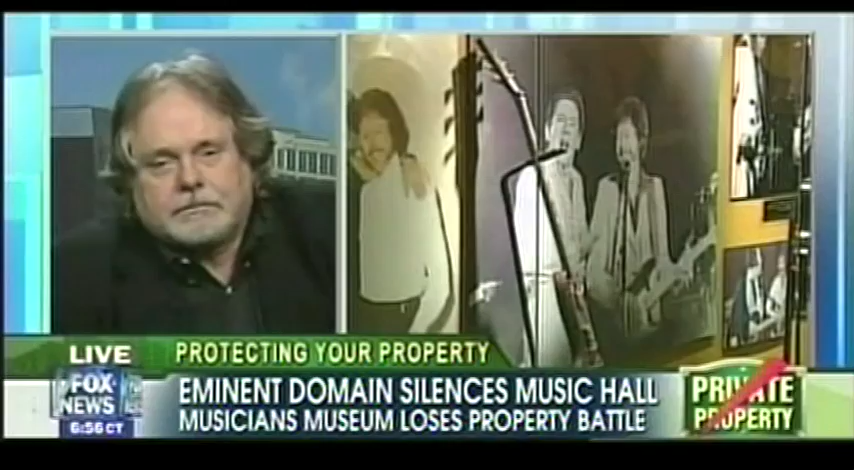 LIVE
PROTECTING YOUR PROPERTY
FOX
NEWS
6:56 CT
EMINENT DOMAIN SILENCES MUSIC HALL
MUSICIANS MUSEUM LOSES PROPERTY BATTLE
PRIVATE
PROPERTY